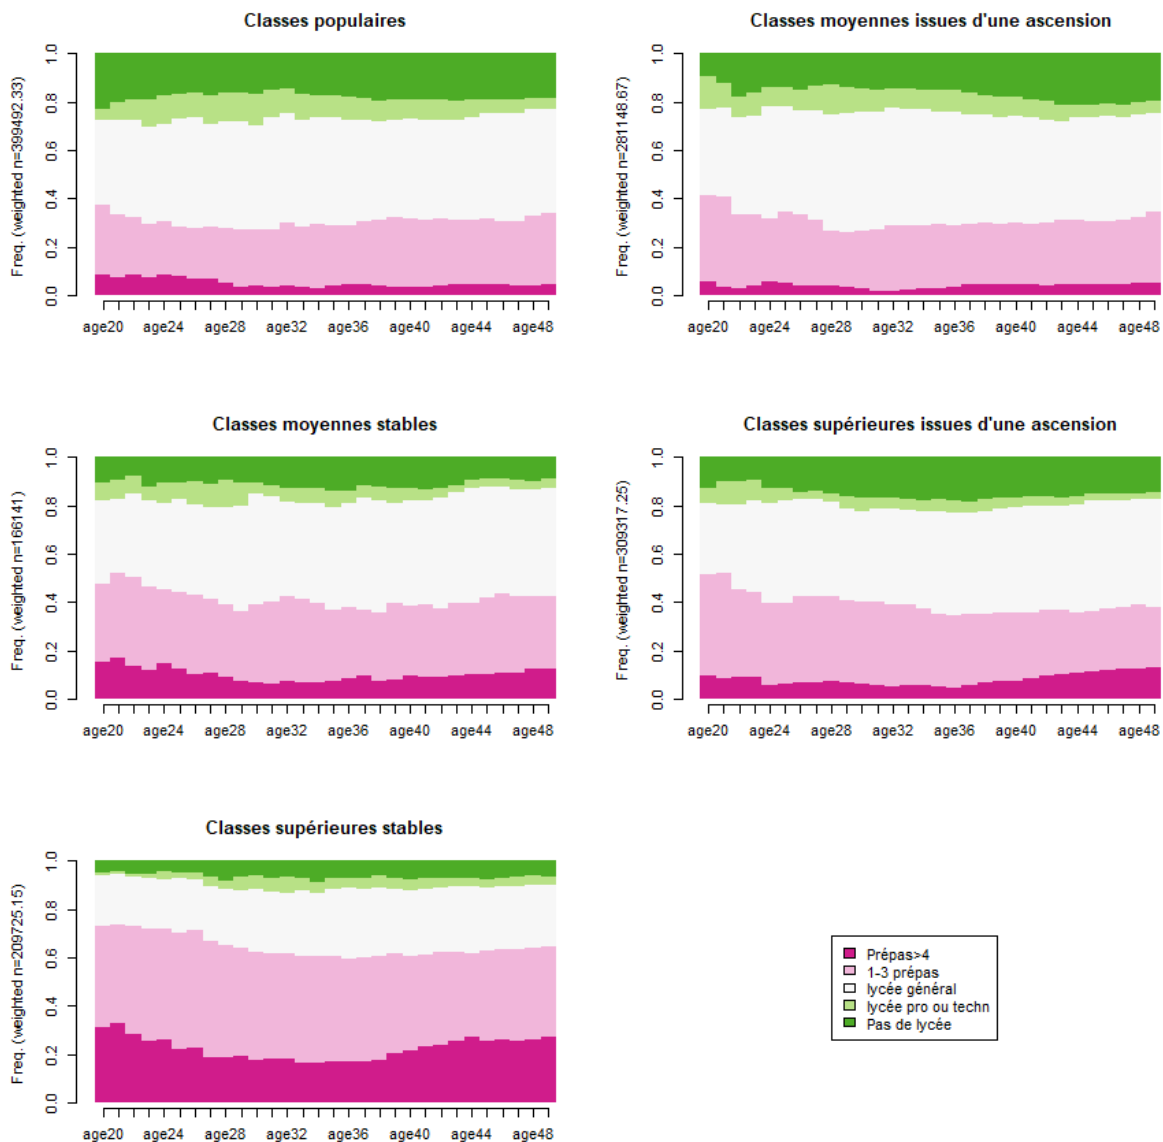 Classes populaires
Freq. (weighted n=399492.33)
0.0 0.2 0.4 0.6 0.8 1.0
age20 age24 age28 age32 age36 age40 age44 age48
Classes moyennes issues d'une ascension
Freq. (weighted n=281148.67)
0.0 0.2 0.4 0.6 0.8 1.0
age20 age24 age28 age32 age36 age40 age44 age48
Classes moyennes stables
Freq. (weighted n=166141)
0.0 0.2 0.4 0.6 0.8 1.0
age20 age24 age28 age32 age36 age40 age44 age48
Classes supérieures issues d'une ascension
Freq. (weighted n=309317.25)
0.0 0.2 0.4 0.6 0.8 1.0
age20 age24 age28 age32 age36 age40 age44 age48
Classes supérieures stables
Freq. (weighted n=209725.15)
0.0 0.2 0.4 0.6 0.8 1.0
age20 age24 age28 age32 age36 age40 age44 age48
Prépas>4
1-3 prépas
lycée général
lycée pro ou techn
Pas de lycée